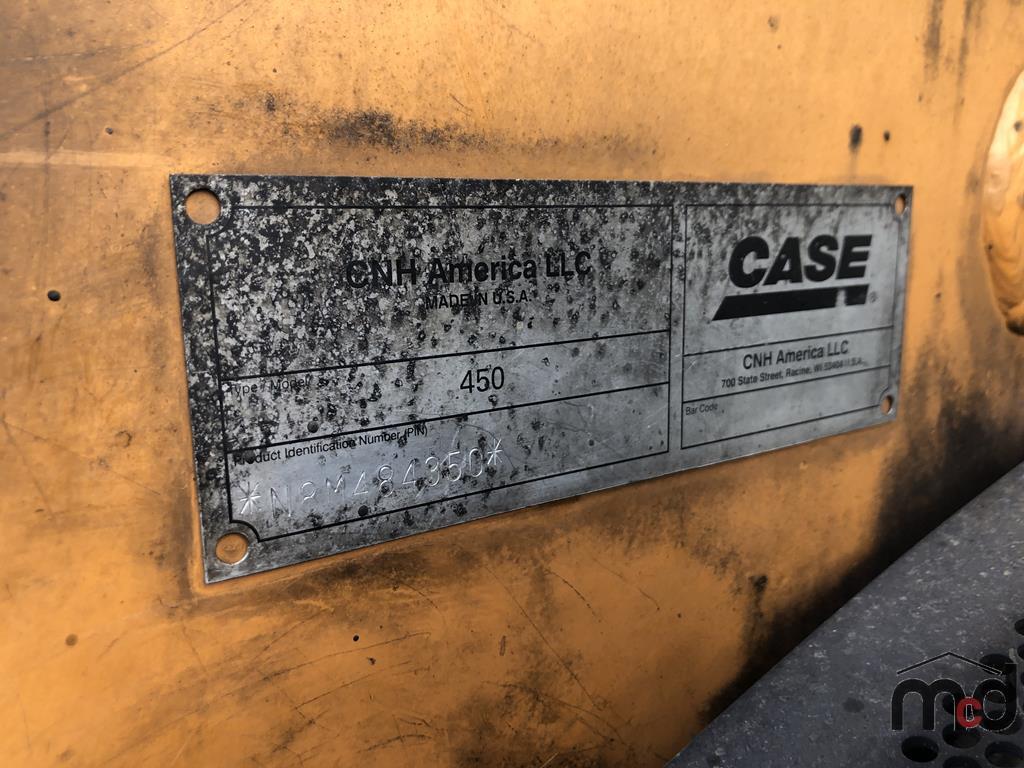 CNH America LLC
MADE IN U.S.A.
Type / Model
450
Product Identification Number (PIN)
*N8M484350*
CASE
®
CNH America LLC
700 State Street, Racine, WI 53404 U.S.A.
Bar Code
mcd